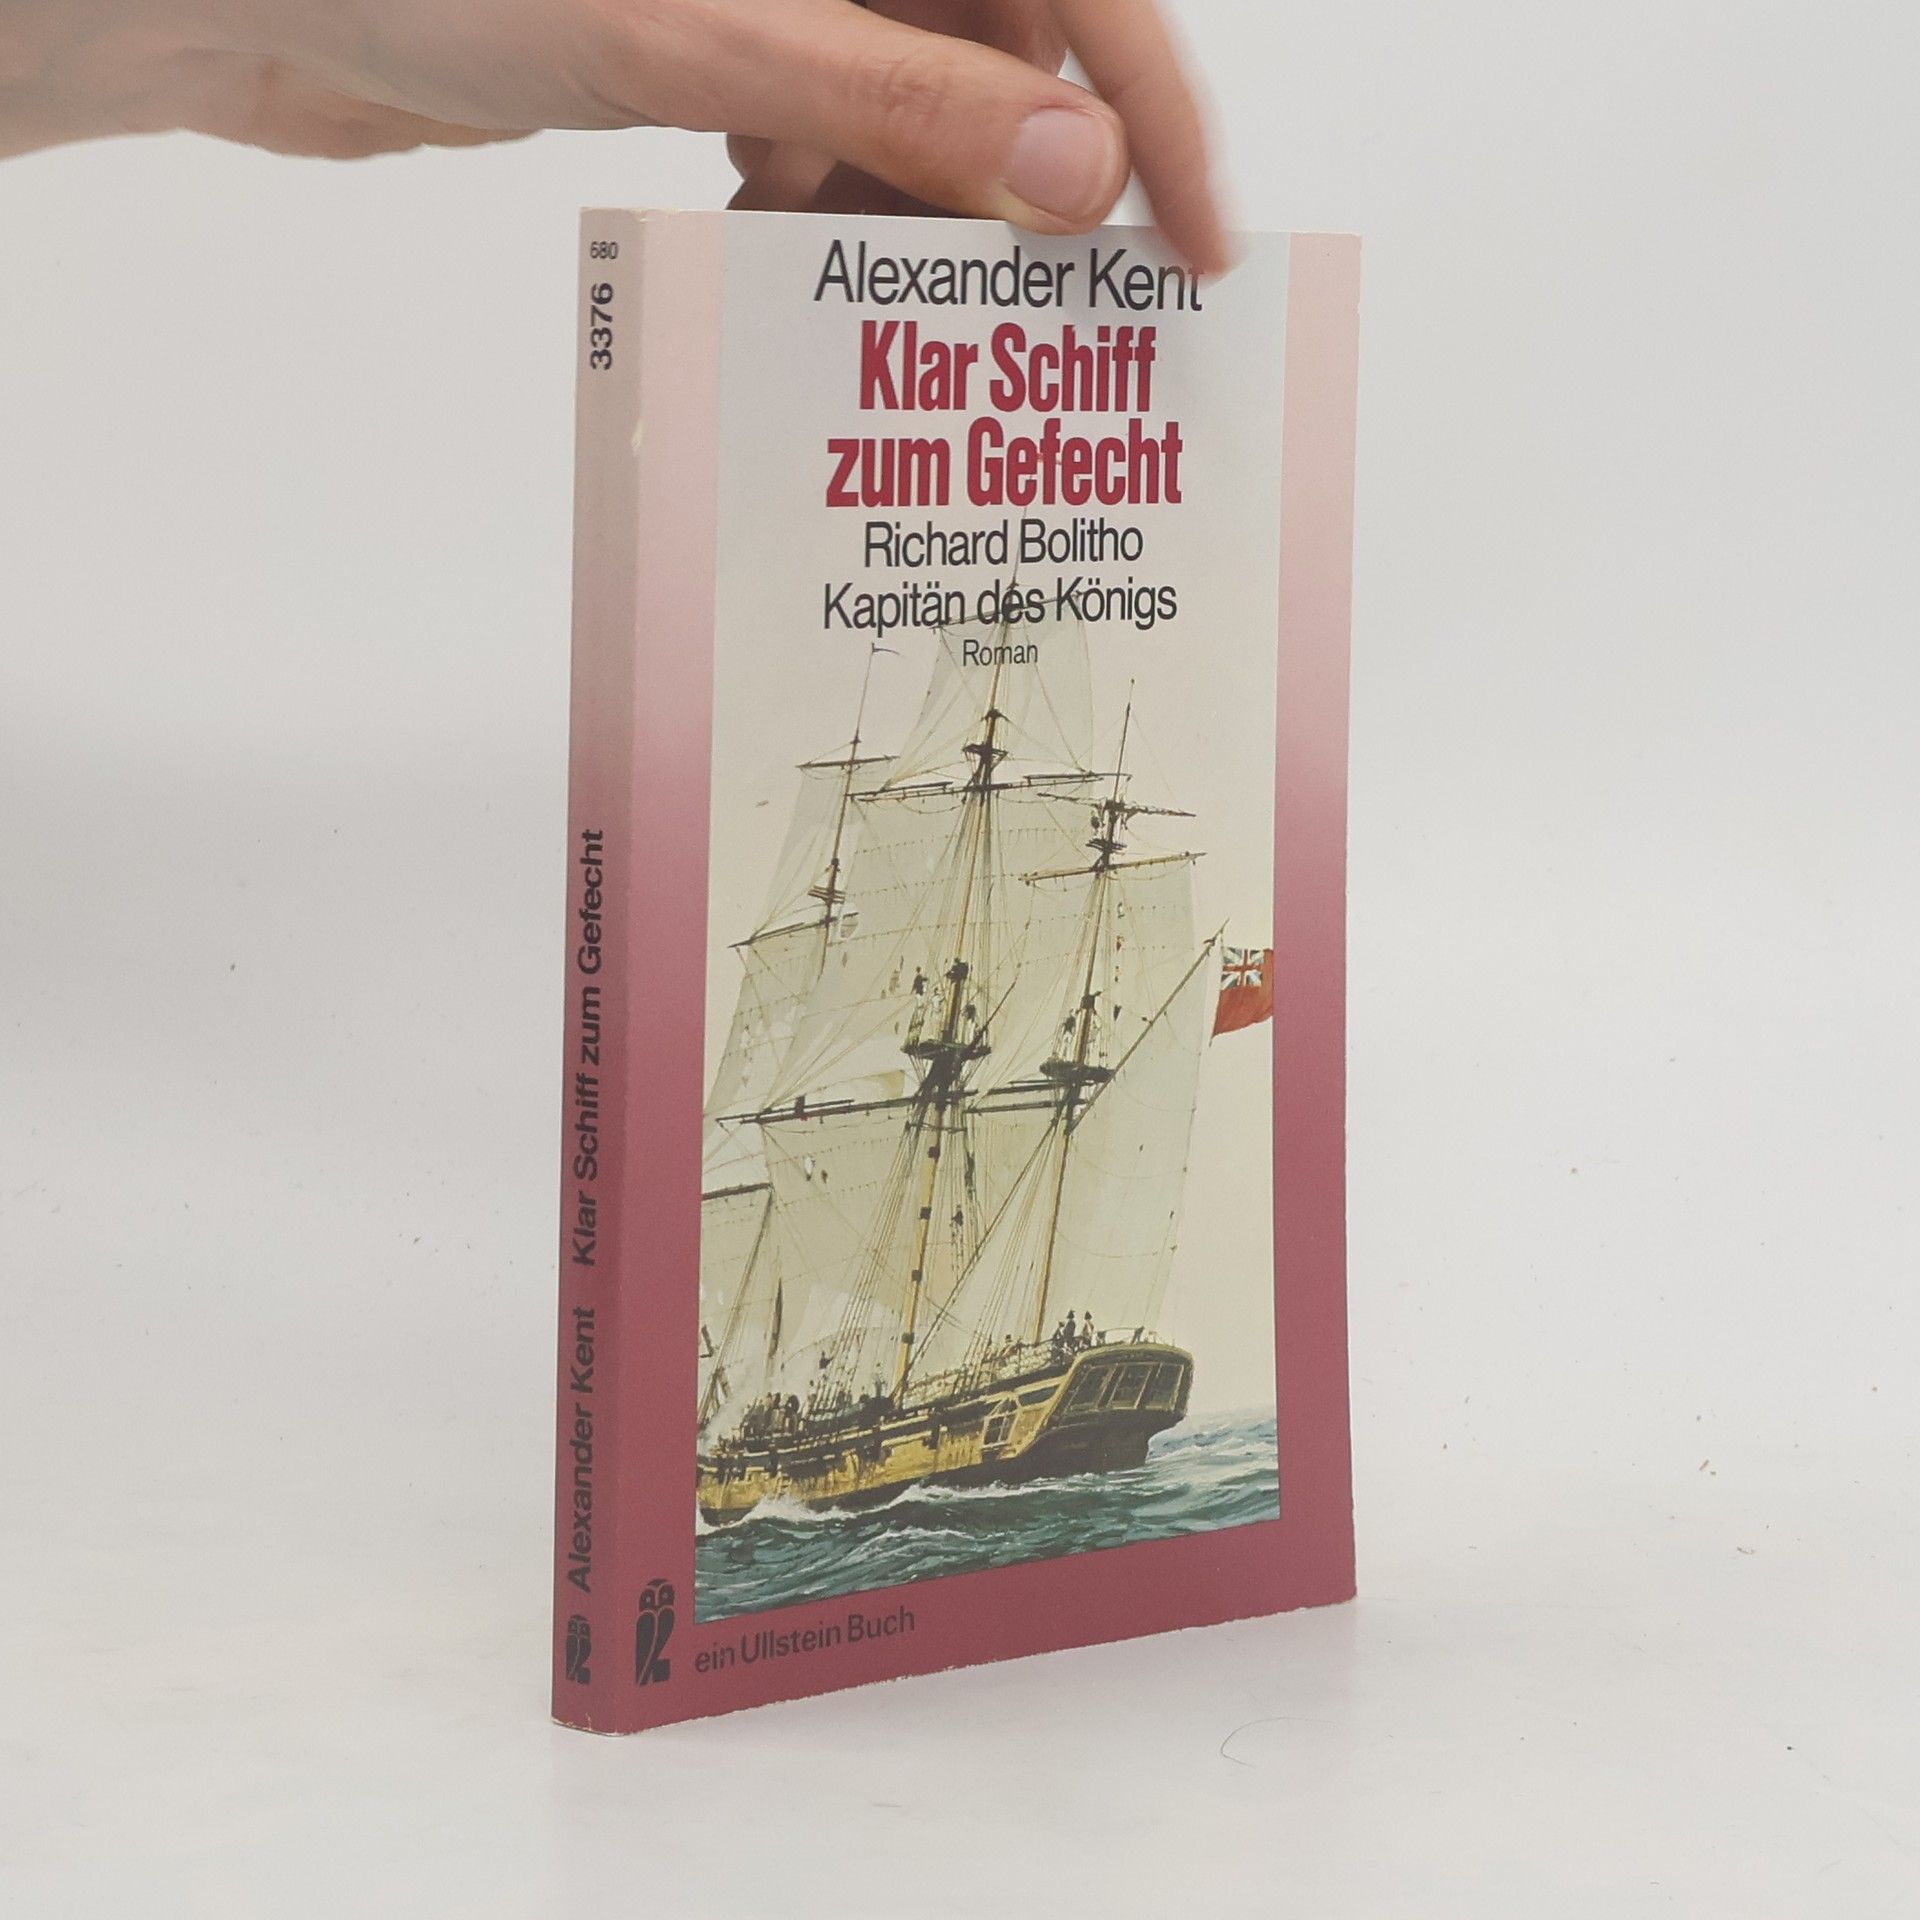 Alexander Kent
Klar Schiff
zum Gefecht
Richard Bolitho
Kapitän des Königs
Roman
ein Ullstein Buch
680
3376
Alexander Kent Klar Schiff zum Gefecht